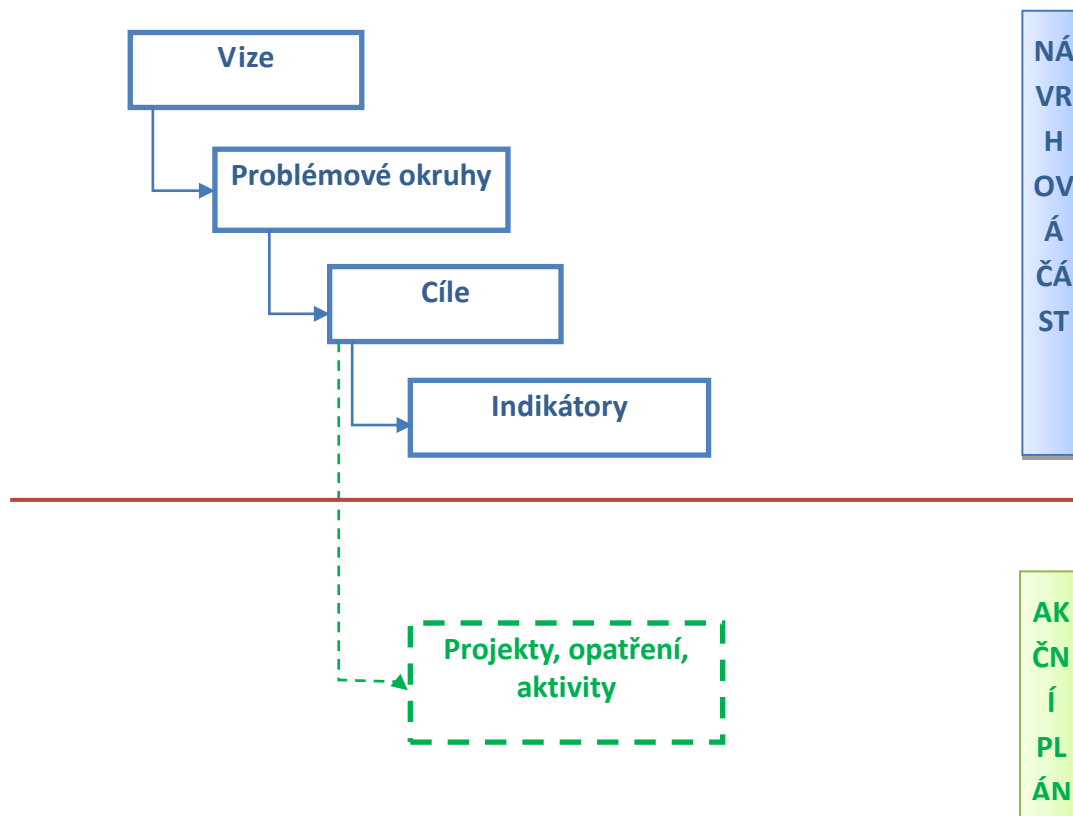 Vize
Problémové okruhy
Cíle
Indikátory
NÁ
VR
H
OV
Á
ČÁ
ST
Projekty, opatření,
aktivity
AK
ČN
Í
PL
ÁN